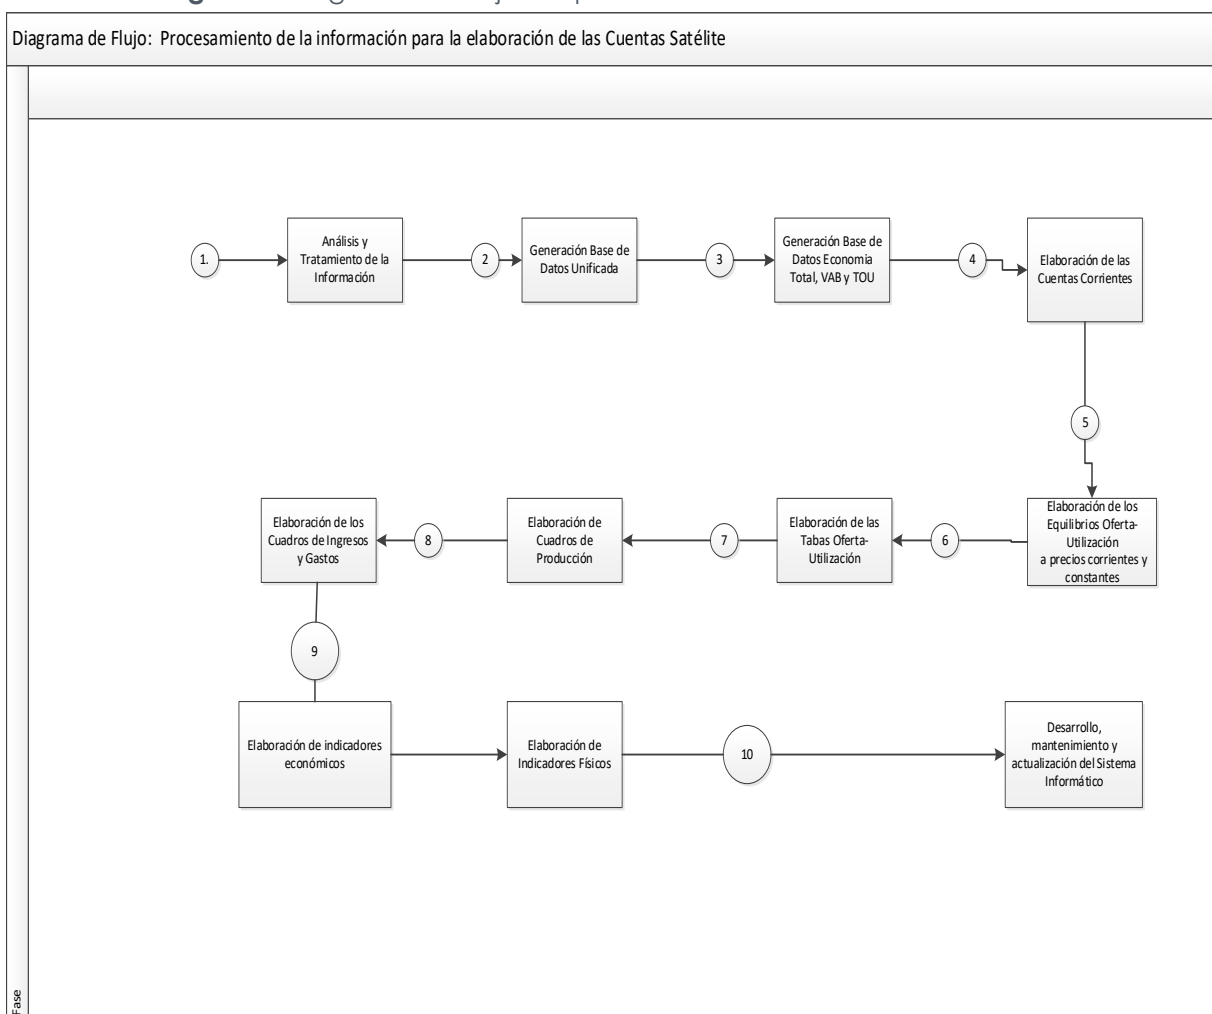 Diagrama de Flujo: Procesamiento de la información para la elaboración de las Cuentas Satélite
1.
Análisis y
Tratamiento de la
Información
2
Generación Base de
Datos Unificada
3
Generación Base de
Datos Economia
Total, VAB y TOU
4
Elaboración de las
Cuentas Corrientes
5
Elaboración de los
Equilibrios Oferta-
Utilización
a precios corrientes y
constantes
6
Elaboración de las
Tabas Oferta-
Utilización
7
Elaboración de
Cuadros de
Producción
8
Elaboración de los
Cuadros de Ingresos
y Gastos
9
Elaboración de indicadores
económicos
Elaboración de
Indicadores Físicos
10
Desarrollo,
mantenimiento y
actualización del Sistema
Informático
Fase